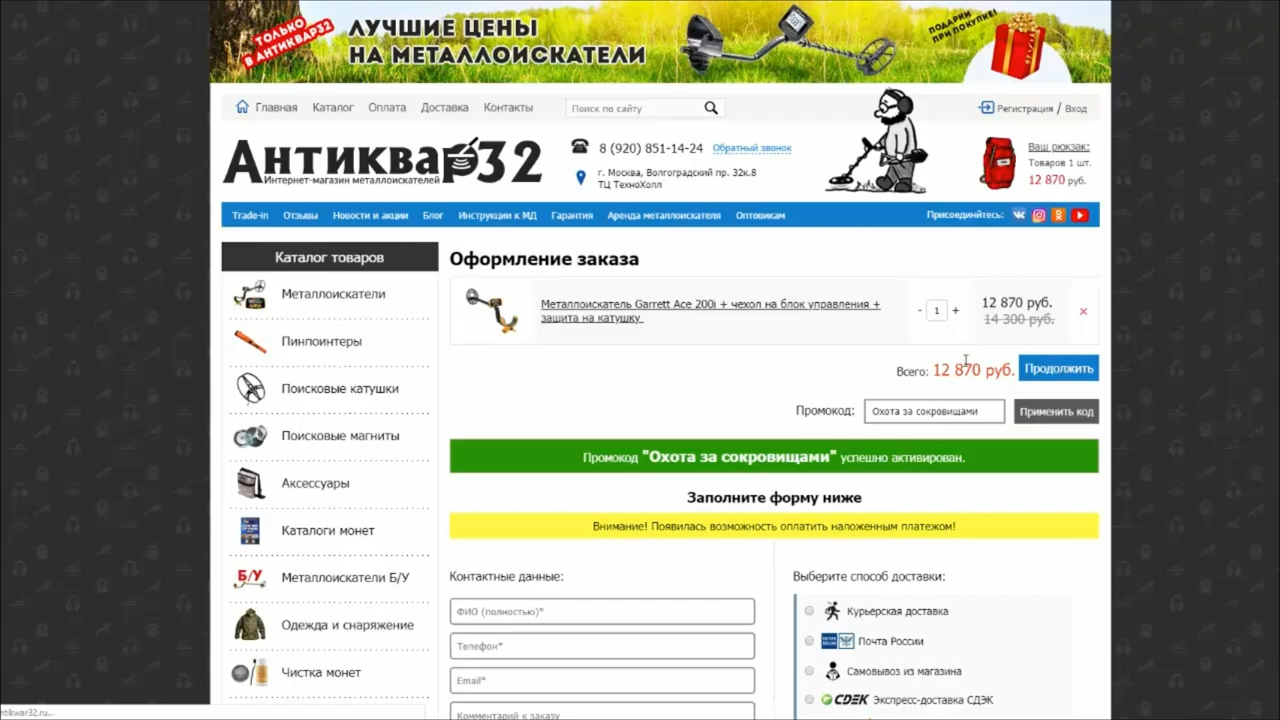 ТОЛЬКО
В АНТИКВАР32
ЛУЧШИЕ ЦЕНЫ
НА МЕТАЛЛОИСКАТЕЛИ
ПОДАРКИ
ПРИ ПОКУПКЕ!
Главная Каталог Оплата Доставка Контакты Поиск по сайту Регистрация / Вход
Антиквар32
Интернет-магазин металлоискателей
8 (920) 851-14-24 Обратный звонок
г. Москва, Волгоградский пр. 32к.8
ТЦ ТехноХолл
Ваш рюкзак:
Товаров 1 шт.
12 870 руб.
Trade-in Отзывы Новости и акции Блог Инструкции к МД Гарантия Аренда металлоискателя Оптовикам Присоединйтесь:
Каталог товаров
Металлоискатели
Пинпоинтеры
Поисковые катушки
Поисковые магниты
Аксессуары
Каталоги монет
Б/У Металлоискатели Б/У
Одежда и снаряжение
Чистка монет
Оформление заказа
Металлоискатель Garrett Ace 200i + чехол на блок управления +
защита на катушку
- 1 +
12 870 руб.
14 300 руб.
×
Всего: 12 870 руб. Продолжить
Промокод: Охота за сокровищами Применить код
Промокод "Охота за сокровищами" успешно активирован.
Заполните форму ниже
Внимание! Появилась возможность оплатить наложенным платежом!
Контактные данные:
ФИО (полностью)*
Телефон*
Email*
Комментарий к заказу
Выберите способ доставки:
Курьерская доставка
Почта России
Самовывоз из магазина
СДЕК Экспресс-доставка СДЭК
ntikwar32.ru...